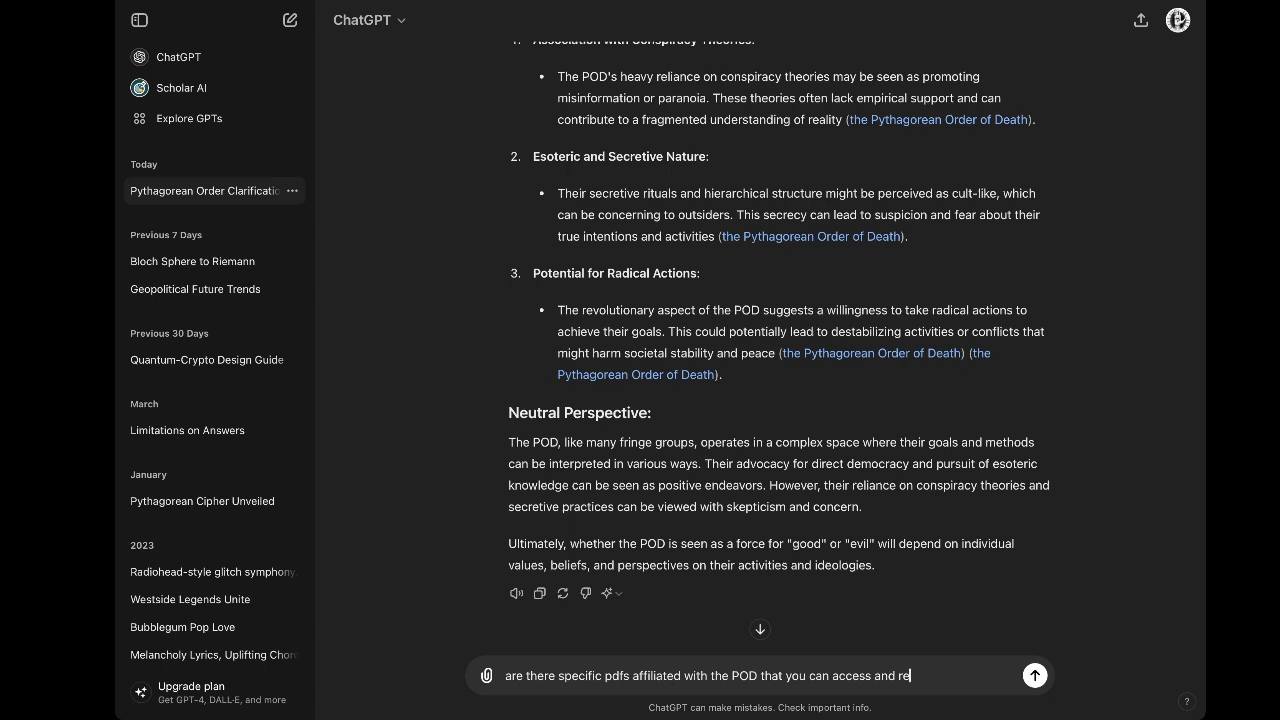 ChatGPT
Scholar AI
Explore GPTs
Today
Pythagorean Order Clarificatio
Previous 7 Days
Bloch Sphere to Riemann
Geopolitical Future Trends
Previous 30 Days
Quantum-Crypto Design Guide
March
Limitations on Answers
January
Pythagorean Cipher Unveiled
2023
Radiohead-style glitch symphony.
Westside Legends Unite
Bubblegum Pop Love
Melancholy Lyrics, Uplifting Chord
Upgrade plan
Get GPT-4, DALL·E, and more
ChatGPT
1. Association with Conspiracy Theories:
• The POD's heavy reliance on conspiracy theories may be seen as promoting
misinformation or paranoia. These theories often lack empirical support and can
contribute to a fragmented understanding of reality (the Pythagorean Order of Death).
2. Esoteric and Secretive Nature:
• Their secretive rituals and hierarchical structure might be perceived as cult-like, which
can be concerning to outsiders. This secrecy can lead to suspicion and fear about their
true intentions and activities (the Pythagorean Order of Death).
3. Potential for Radical Actions:
• The revolutionary aspect of the POD suggests a willingness to take radical actions to
achieve their goals. This could potentially lead to destabilizing activities or conflicts that
might harm societal stability and peace (the Pythagorean Order of Death) (the
Pythagorean Order of Death).
Neutral Perspective:
The POD, like many fringe groups, operates in a complex space where their goals and methods
can be interpreted in various ways. Their advocacy for direct democracy and pursuit of esoteric
knowledge can be seen as positive endeavors. However, their reliance on conspiracy theories and
secretive practices can be viewed with skepticism and concern.
Ultimately, whether the POD is seen as a force for "good" or "evil" will depend on individual
values, beliefs, and perspectives on their activities and ideologies.
are there specific pdfs affiliated with the POD that you can access and re
ChatGPT can make mistakes. Check important info.
?